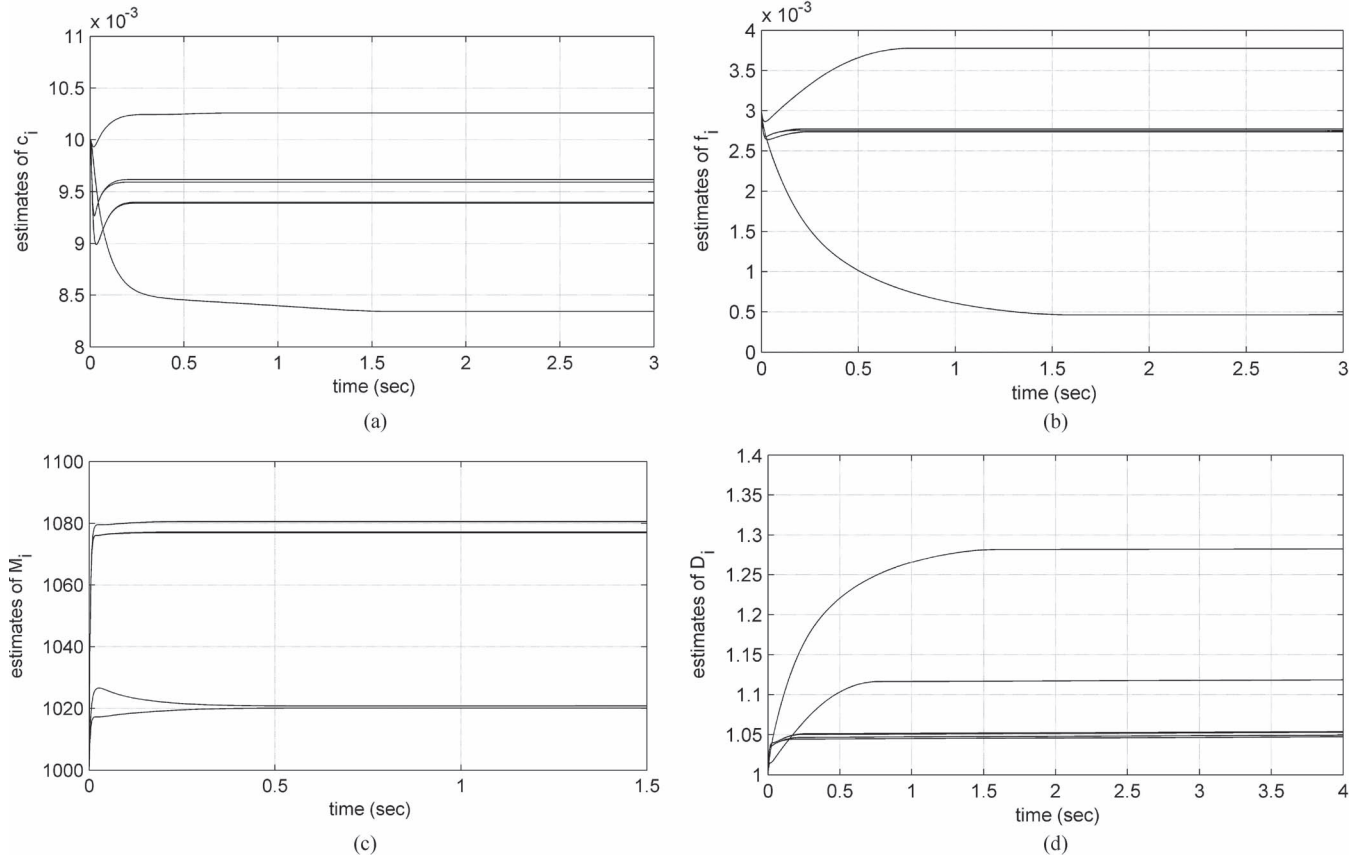 x 10⁻³
11
10.5
10
9.5
9
8.5
8
0 0.5 1 1.5 2 2.5 3
estimates of cᵢ
time (sec)
(a)
x 10⁻³
4
3.5
3
2.5
2
1.5
1
0.5
0
0 0.5 1 1.5 2 2.5 3
estimates of fᵢ
time (sec)
(b)
1100
1080
1060
1040
1020
1000
0 0.5 1 1.5
estimates of Mᵢ
time (sec)
(c)
1.4
1.35
1.3
1.25
1.2
1.15
1.1
1.05
1
0 0.5 1 1.5 2 2.5 3 3.5 4
estimates of Dᵢ
time (sec)
(d)